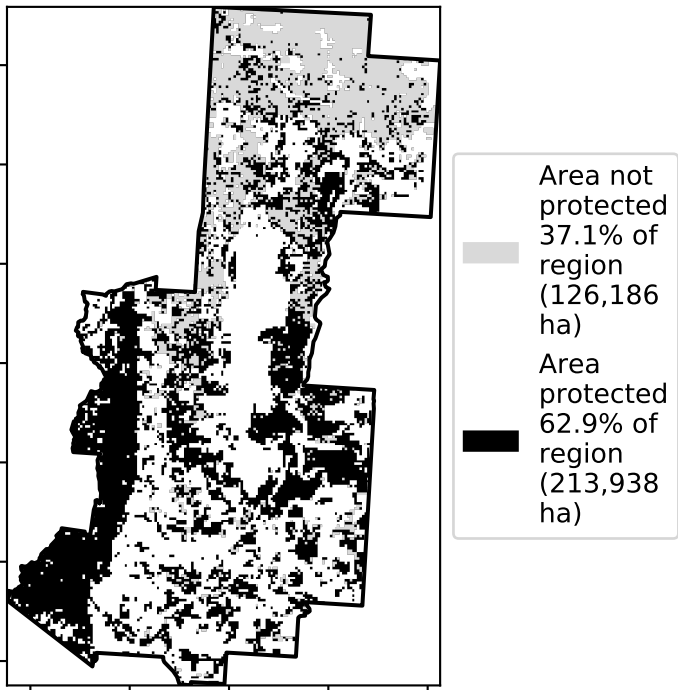 Area not
protected
37.1% of
region
(126,186
ha)
Area
protected
62.9% of
region
(213,938
ha)